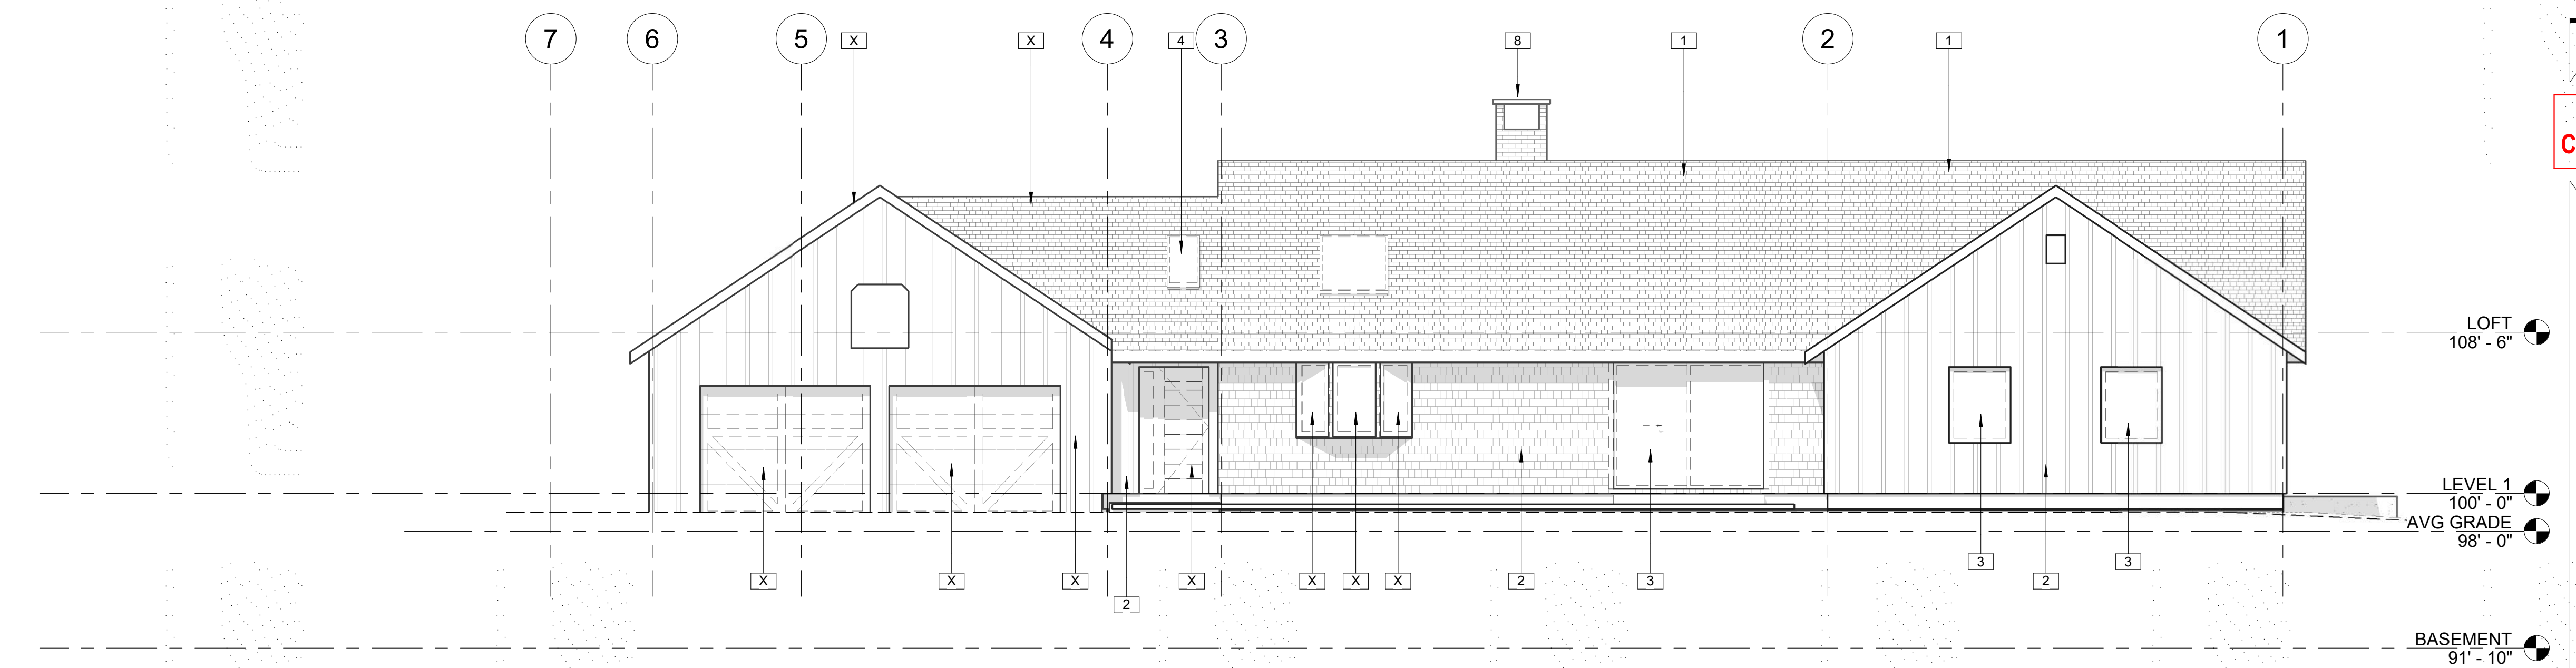 7 6 5 X X 4 4 3 8 1 2 1 1
C
LOFT
108' - 6"
LEVEL 1
100' - 0"
AVG GRADE
98' - 0"
3 3
X X X X X X X 2 3 2
2
BASEMENT
91' - 10"